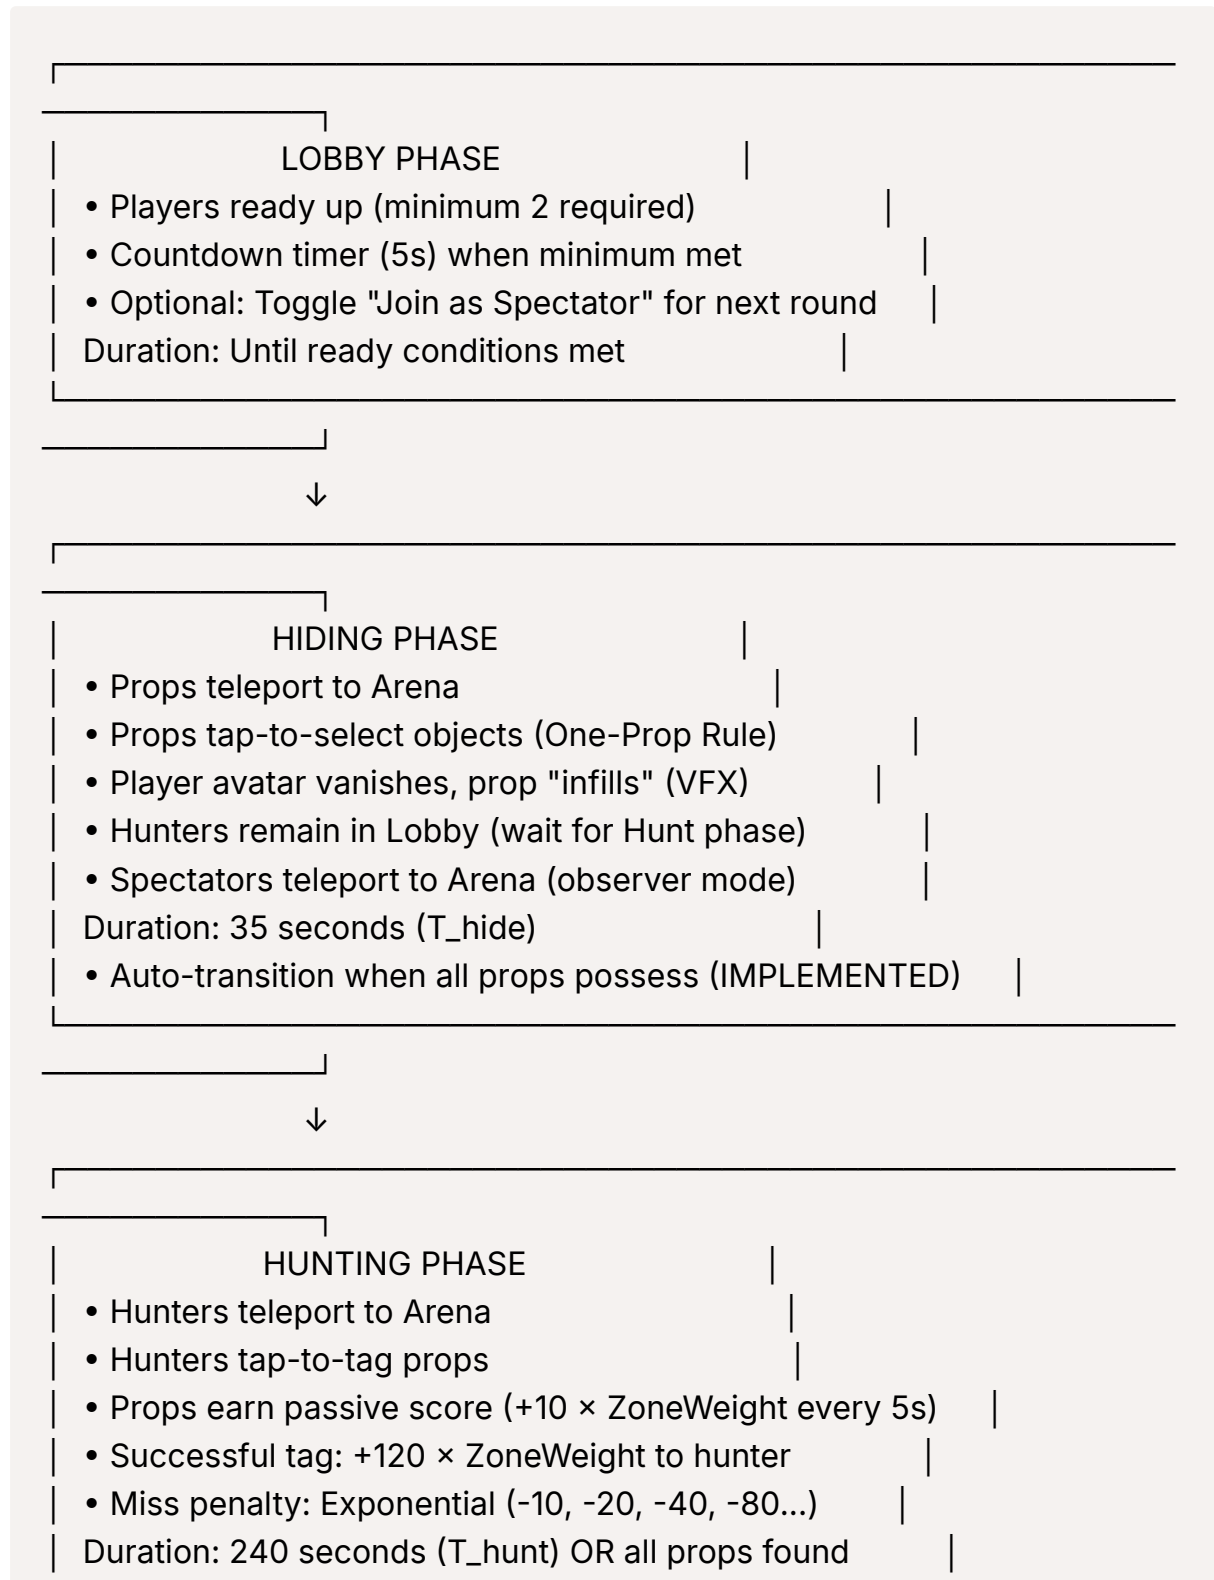 ┌──────────────────────────────────────────────────
─────────────┐
│ LOBBY PHASE │
│ • Players ready up (minimum 2 required) │
│ • Countdown timer (5s) when minimum met │
│ • Optional: Toggle "Join as Spectator" for next round │
│ Duration: Until ready conditions met │
└──────────────────────────────────────────────────
─────────────┘
↓
┌──────────────────────────────────────────────────
─────────────┐
│ HIDING PHASE │
│ • Props teleport to Arena │
│ • Props tap-to-select objects (One-Prop Rule) │
│ • Player avatar vanishes, prop "infills" (VFX) │
│ • Hunters remain in Lobby (wait for Hunt phase) │
│ • Spectators teleport to Arena (observer mode) │
│ Duration: 35 seconds (T_hide) │
│ • Auto-transition when all props possess (IMPLEMENTED) │
└──────────────────────────────────────────────────
─────────────┘
↓
┌──────────────────────────────────────────────────
─────────────┐
│ HUNTING PHASE │
│ • Hunters teleport to Arena │
│ • Hunters tap-to-tag props │
│ • Props earn passive score (+10 × ZoneWeight every 5s) │
│ • Successful tag: +120 × ZoneWeight to hunter │
│ • Miss penalty: Exponential (-10, -20, -40, -80...) │
│ Duration: 240 seconds (T_hunt) OR all props found │